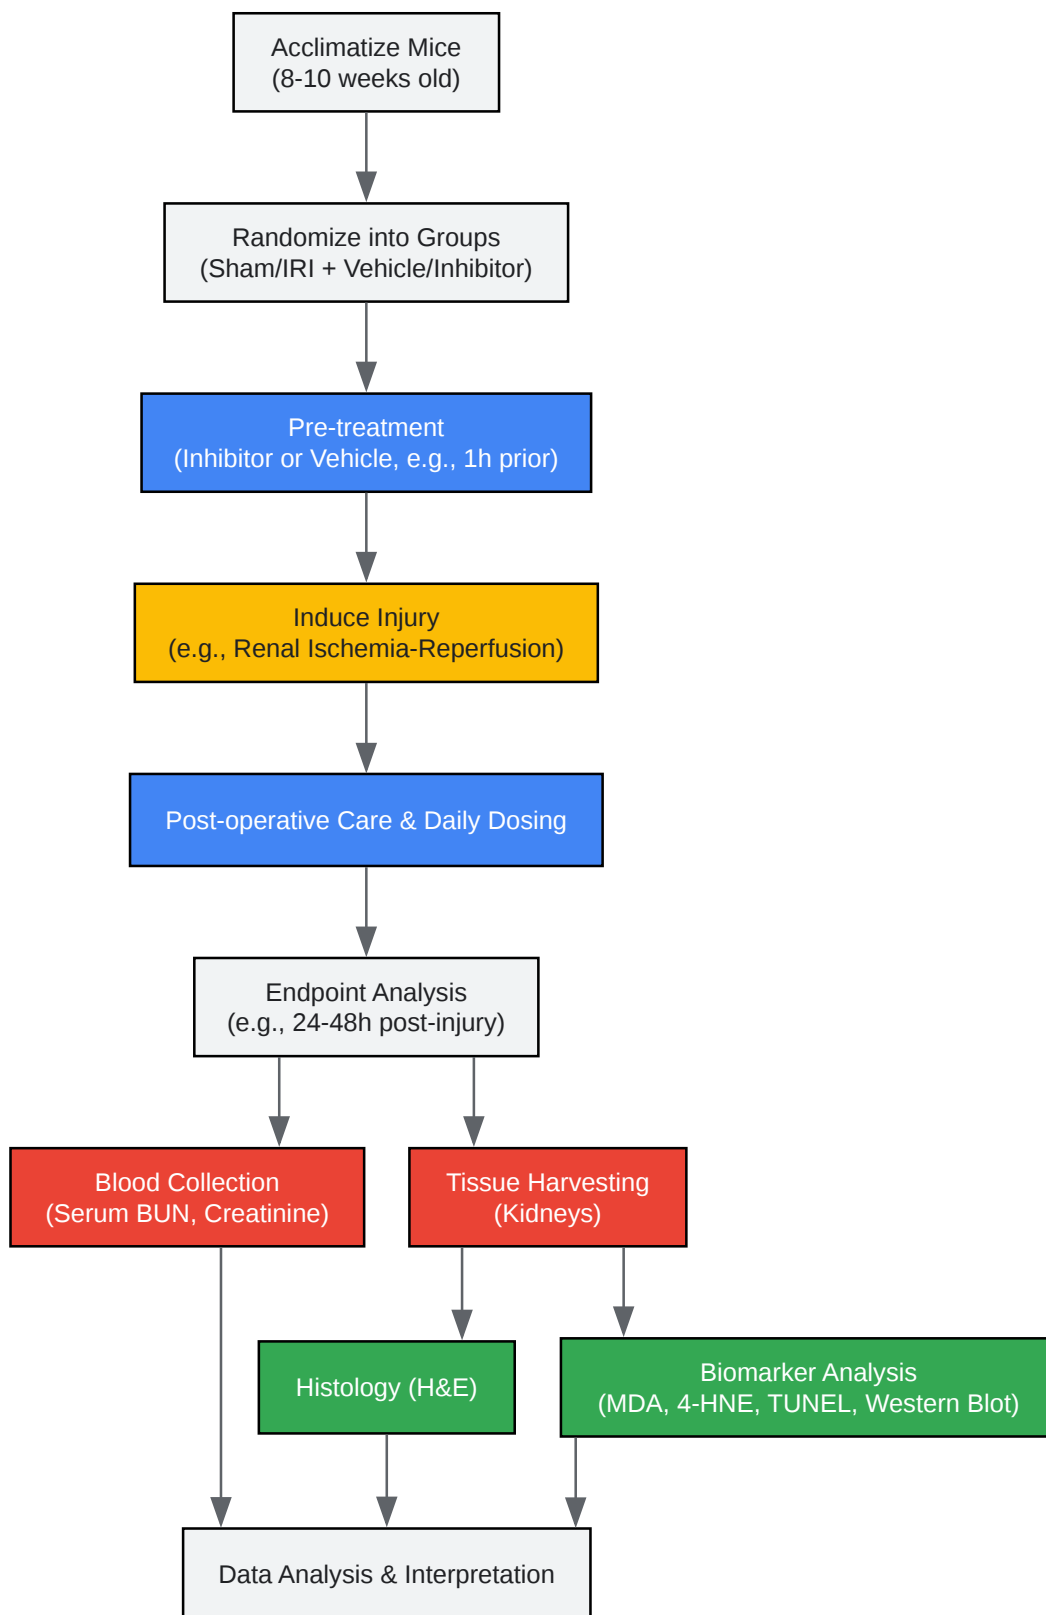 Acclimatize Mice
(8-10 weeks old)
Randomize into Groups
(Sham/IRI + Vehicle/Inhibitor)
Pre-treatment
(Inhibitor or Vehicle, e.g., 1h prior)
Induce Injury
(e.g., Renal Ischemia-Reperfusion)
Post-operative Care & Daily Dosing
Endpoint Analysis
(e.g., 24-48h post-injury)
Blood Collection
(Serum BUN, Creatinine)
Tissue Harvesting
(Kidneys)
Histology (H&E)
Biomarker Analysis
(MDA, 4-HNE, TUNEL, Western Blot)
Data Analysis & Interpretation